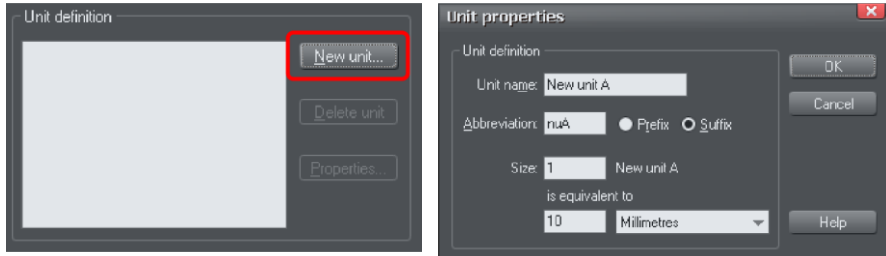 Unit definition
New unit...
Delete unit
Properties...
Unit properties
Unit definition
Unit name: New unit A
Abbreviation: nuA Prefix Suffix
Size: 1 New unit A
is equivalent to
10 Millimetres
OK
Cancel
Help